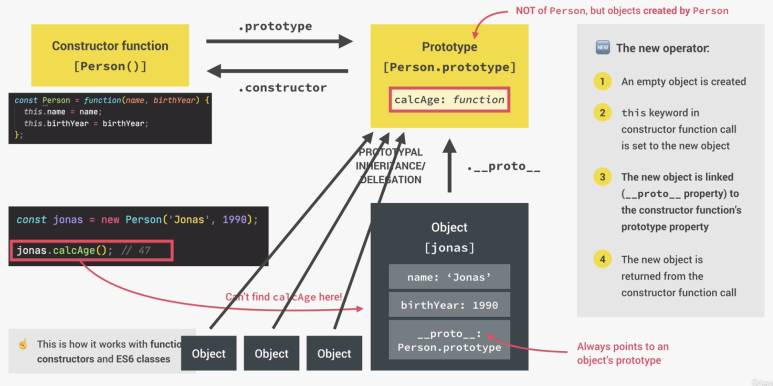 NOT of Person, but objects created by Person
.prototype
Constructor function
[Person()]
Prototype
[Person.prototype]
calcAge: function
.constructor
const Person = function(name, birthYear) {
this.name = name;
this.birthYear = birthYear;
};
PROTOTYPAL
INHERITANCE/
DELEGATION
.__proto__
const jonas = new Person('Jonas', 1990);
jonas.calcAge(); // 47
Can't find calcAge here!
Object
[jonas]
name: ‘Jonas’
birthYear: 1990
__proto__:
Person.prototype
Always points to an
object's prototype
☝ This is how it works with function
constructors and ES6 classes
Object
Object
Object
NEW The new operator:
1 An empty object is created
2 this keyword in
constructor function call
is set to the new object
3 The new object is linked
(__proto__ property) to
the constructor function's
prototype property
4 The new object is
returned from the
constructor function call